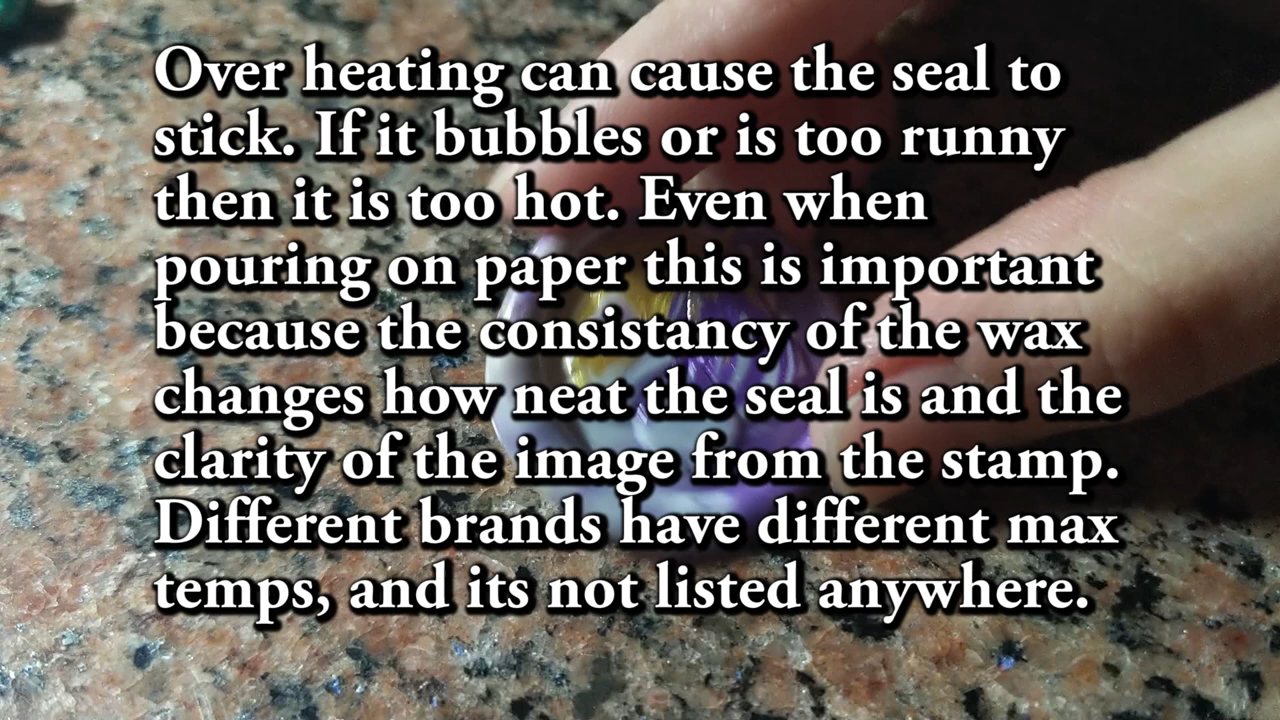 Over heating can cause the seal to
stick. If it bubbles or is too runny
then it is too hot. Even when
pouring on paper this is important
because the consistancy of the wax
changes how neat the seal is and the
clarity of the image from the stamp.
Different brands have different max
temps, and its not listed anywhere.